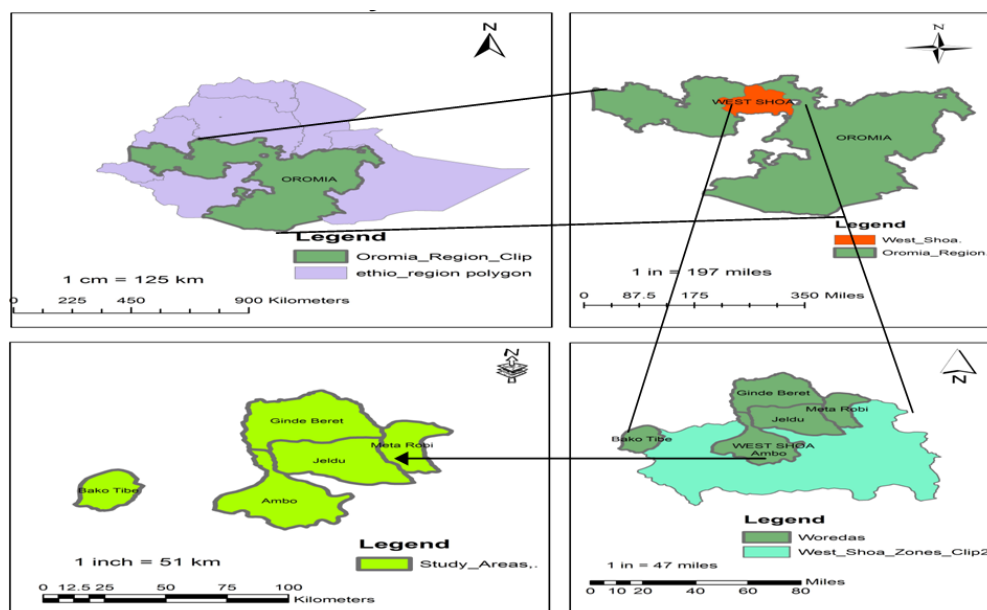 N
OROMIA
Legend
Oromia_Region_Clip
ethio_region polygon
1 cm = 125 km
0 225 450 900 Kilometers
WEST SHOA
OROMIA
Legend
West_Shoa.
Oromia_Region.
1 in = 197 miles
0 87.5 175 350 Miles
N
Ginde Beret
Meta Robi
Jeldu
Bako Tibe
Ambo
Legend
Study_Areas,.
1 inch = 51 km
0 12.5 25 50 75 100
Kilometers
N
Ginde Beret
Meta Robi
Jeldu
Bako Tibe
WEST SHOA
Ambo
Legend
Woredas
West_Shoa_Zones_Clip2
1 in = 47 miles
0 10 20 40 60 80
Miles